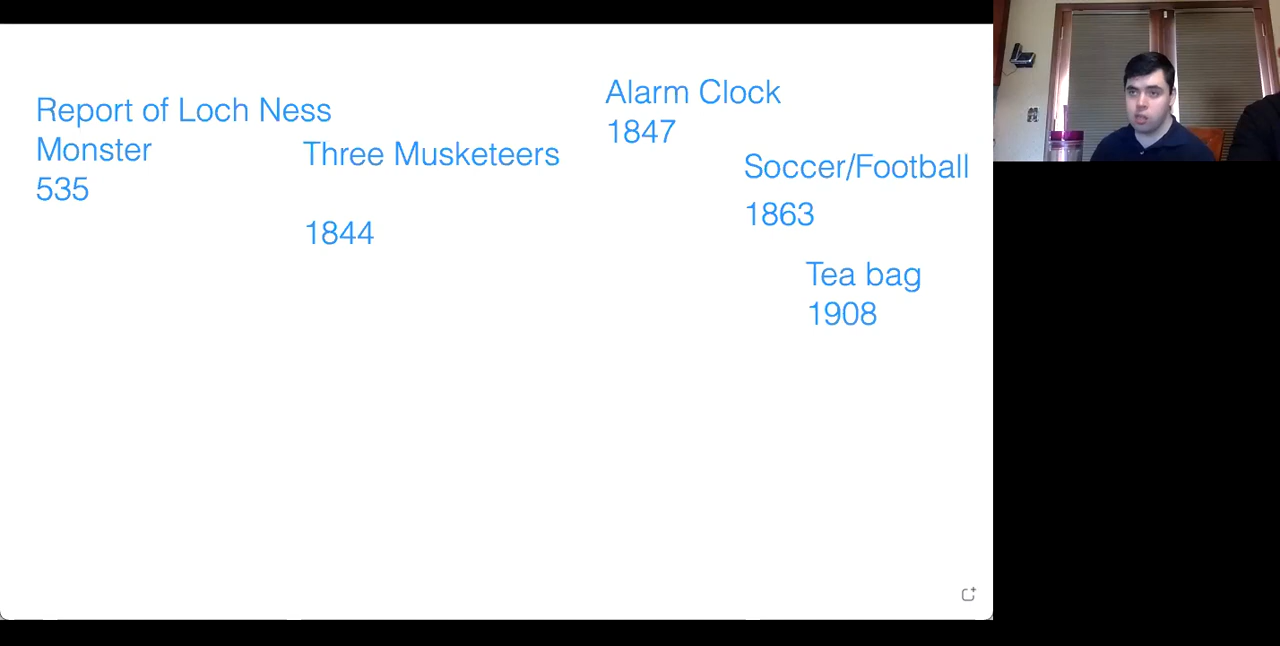 Report of Loch Ness
Monster
535
Three Musketeers
1844
Alarm Clock
1847
Soccer/Football
1863
Tea bag
1908